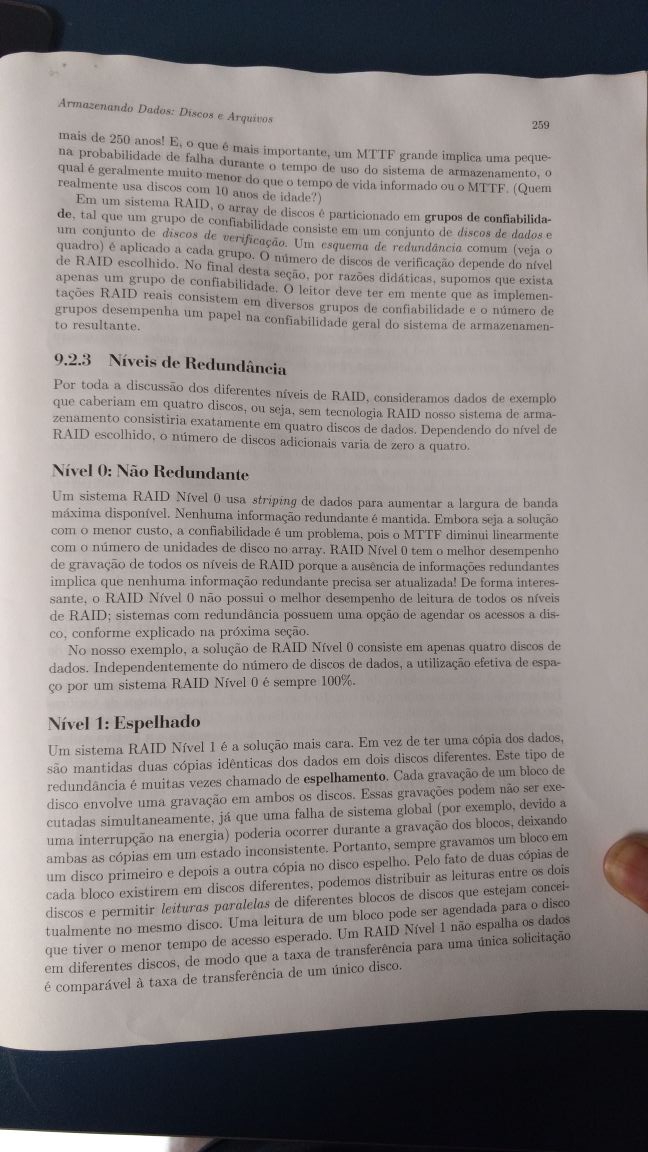 Armazenando Dados: Discos e Arquivos
259
mais de 250 anos! E, o que é mais importante, um MTTF grande implica uma peque-
na probabilidade de falha durante o tempo de uso do sistema de armazenamento, o
qual é geralmente muito menor do que o tempo de vida informado ou o MTTF. (Quem
realmente usa discos com 10 anos de idade?)
Em um sistema RAID, o array de discos é particionado em grupos de confiabilida-
de, tal que um grupo de confiabilidade consiste em um conjunto de discos de dados e
um conjunto de discos de verificação. Um esquema de redundância comum (veja o
quadro) é aplicado a cada grupo. O número de discos de verificação depende do nível
de RAID escolhido. No final desta seção, por razões didáticas, supomos que exista
apenas um grupo de confiabilidade. O leitor deve ter em mente que as implemen-
tações RAID reais consistem em diversos grupos de confiabilidade e o número de
grupos desempenha um papel na confiabilidade geral do sistema de armazenamen-
to resultante.
9.2.3 Níveis de Redundância
Por toda a discussão dos diferentes níveis de RAID, consideramos dados de exemplo
que caberiam em quatro discos, ou seja, sem tecnologia RAID nosso sistema de arma-
zenamento consistiria exatamente em quatro discos de dados. Dependendo do nível de
RAID escolhido, o número de discos adicionais varia de zero a quatro.
Nível 0: Não Redundante
Um sistema RAID Nível 0 usa striping de dados para aumentar a largura de banda
máxima disponível. Nenhuma informação redundante é mantida. Embora seja a solução
com o menor custo, a confiabilidade é um problema, pois o MTTF diminui linearmente
com o número de unidades de disco no array. RAID Nível 0 tem o melhor desempenho
de gravação de todos os níveis de RAID porque a ausência de informações redundantes
implica que nenhuma informação redundante precisa ser atualizada! De forma interes-
sante, o RAID Nível 0 não possui o melhor desempenho de leitura de todos os níveis
de RAID; sistemas com redundância possuem uma opção de agendar os acessos a dis-
co, conforme explicado na próxima seção.
No nosso exemplo, a solução de RAID Nível 0 consiste em apenas quatro discos de
dados. Independentemente do número de discos de dados, a utilização efetiva de espa-
ço por um sistema RAID Nível 0 é sempre 100%.
Nível 1: Espelhado
Um sistema RAID Nível 1 é a solução mais cara. Em vez de ter uma cópia dos dados,
são mantidas duas cópias idênticas dos dados em dois discos diferentes. Este tipo de
redundância é muitas vezes chamado de espelhamento. Cada gravação de um bloco de
disco envolve uma gravação em ambos os discos. Essas gravações podem não ser exe-
cutadas simultaneamente, já que uma falha de sistema global (por exemplo, devido a
uma interrupção na energia) poderia ocorrer durante a gravação dos blocos, deixando
ambas as cópias em um estado inconsistente. Portanto, sempre gravamos um bloco em
um disco primeiro e depois a outra cópia no disco espelho. Pelo fato de duas cópias de
cada bloco existirem em discos diferentes, podemos distribuir as leituras entre os dois
discos e permitir leituras paralelas de diferentes blocos de discos que estejam concei-
tualmente no mesmo disco. Uma leitura de um bloco pode ser agendada para o disco
que tiver o menor tempo de acesso esperado. Um RAID Nível 1 não espalha os dados
em diferentes discos, de modo que a taxa de transferência para uma única solicitação
é comparável à taxa de transferência de um único disco.